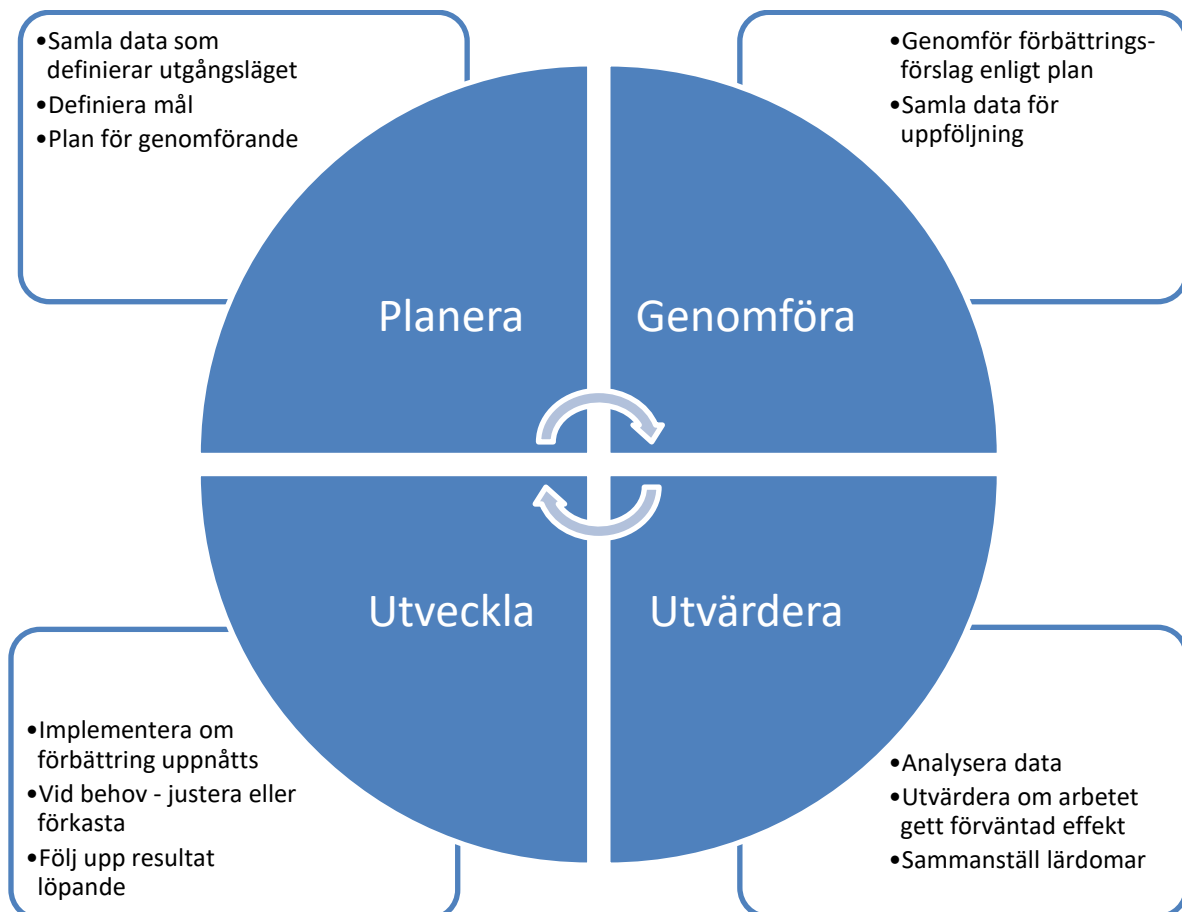 •Samla data som
definierar utgångsläget
•Definiera mål
•Plan för genomförande
•Genomför förbättrings-
förslag enligt plan
•Samla data för
uppföljning
Planera
Genomföra
Utveckla
Utvärdera
•Implementera om
förbättring uppnåtts
•Vid behov - justera eller
förkasta
•Följ upp resultat
löpande
•Analysera data
•Utvärdera om arbetet
gett förväntad effekt
•Sammanställ lärdomar